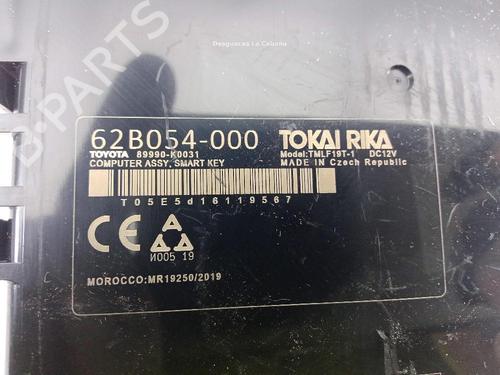 Desguaces La Cabana
B-PARTS
62B054-000 TOKAI RIKA
TOYOTA 89990-K0031 Model:TMLF19T-1 DC12V
COMPUTER ASSY, SMART KEY MADE IN Czech Republic
T05E5d16119567
CE A
И005 19
MOROCCO:MR19250/2019